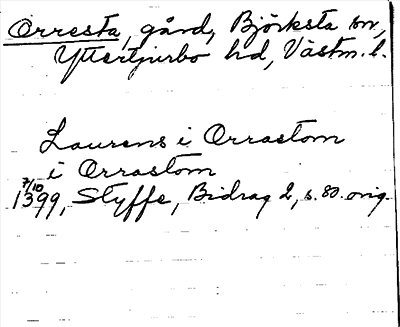 Orresta, gård, Björksta sn,
Yttertjurbo hd, Västm. l.
Laurens i Orrastom
i Orrastom
7/10
1399, Styffe, Bidrag 2, s. 80. orig.